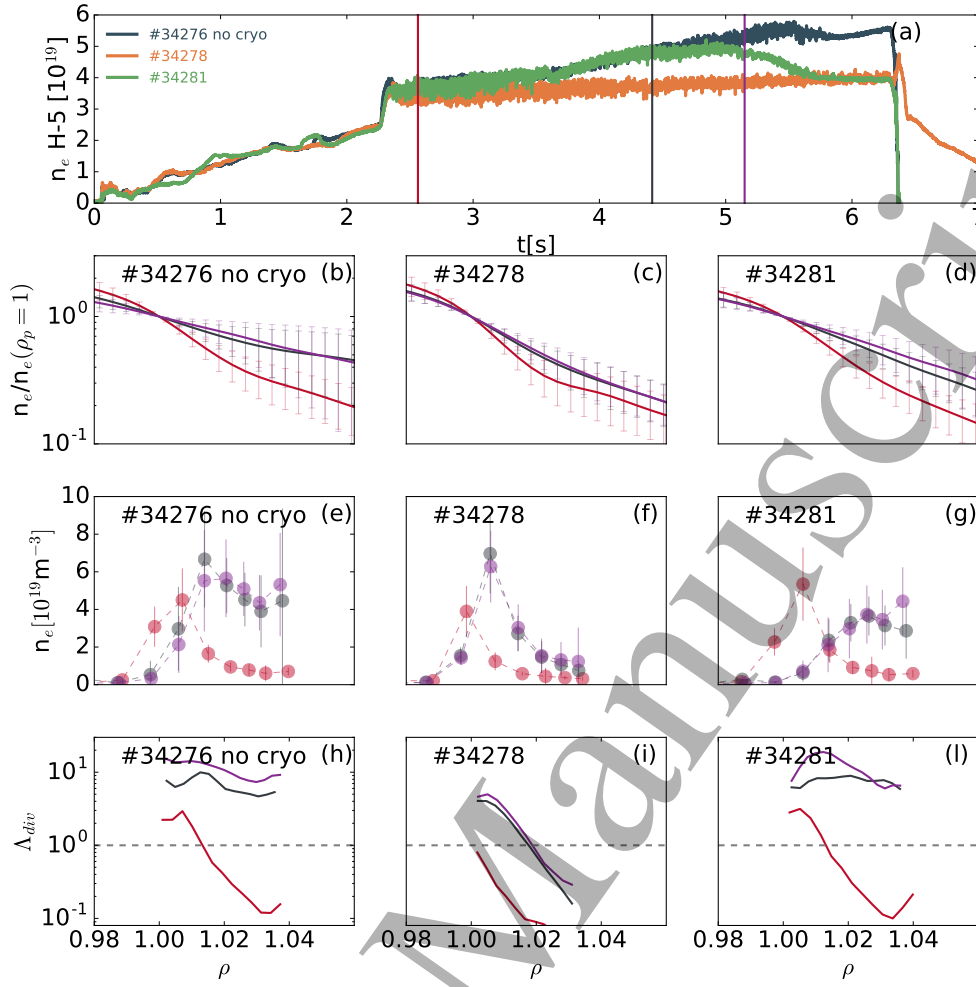 (a)
#34276 no cryo
#34278
#34281
n_e H-5 [10^19]
6
5
4
3
2
1
0
0 1 2 3 4 5 6
t[s]
#34276 no cryo (b) #34278 (c) #34281 (d)
n_e/n_e(ρ_p = 1)
10^0
10^-1
#34276 no cryo (e) #34278 (f) #34281 (g)
n_e[10^19 m^-3]
10
8
6
4
2
0
#34276 no cryo (h) #34278 (i) #34281 (l)
Λ_div
10^1
10^0
10^-1
0.98 1.00 1.02 1.04 0.98 1.00 1.02 1.04 0.98 1.00 1.02 1.04
ρ ρ ρ
Manuscri